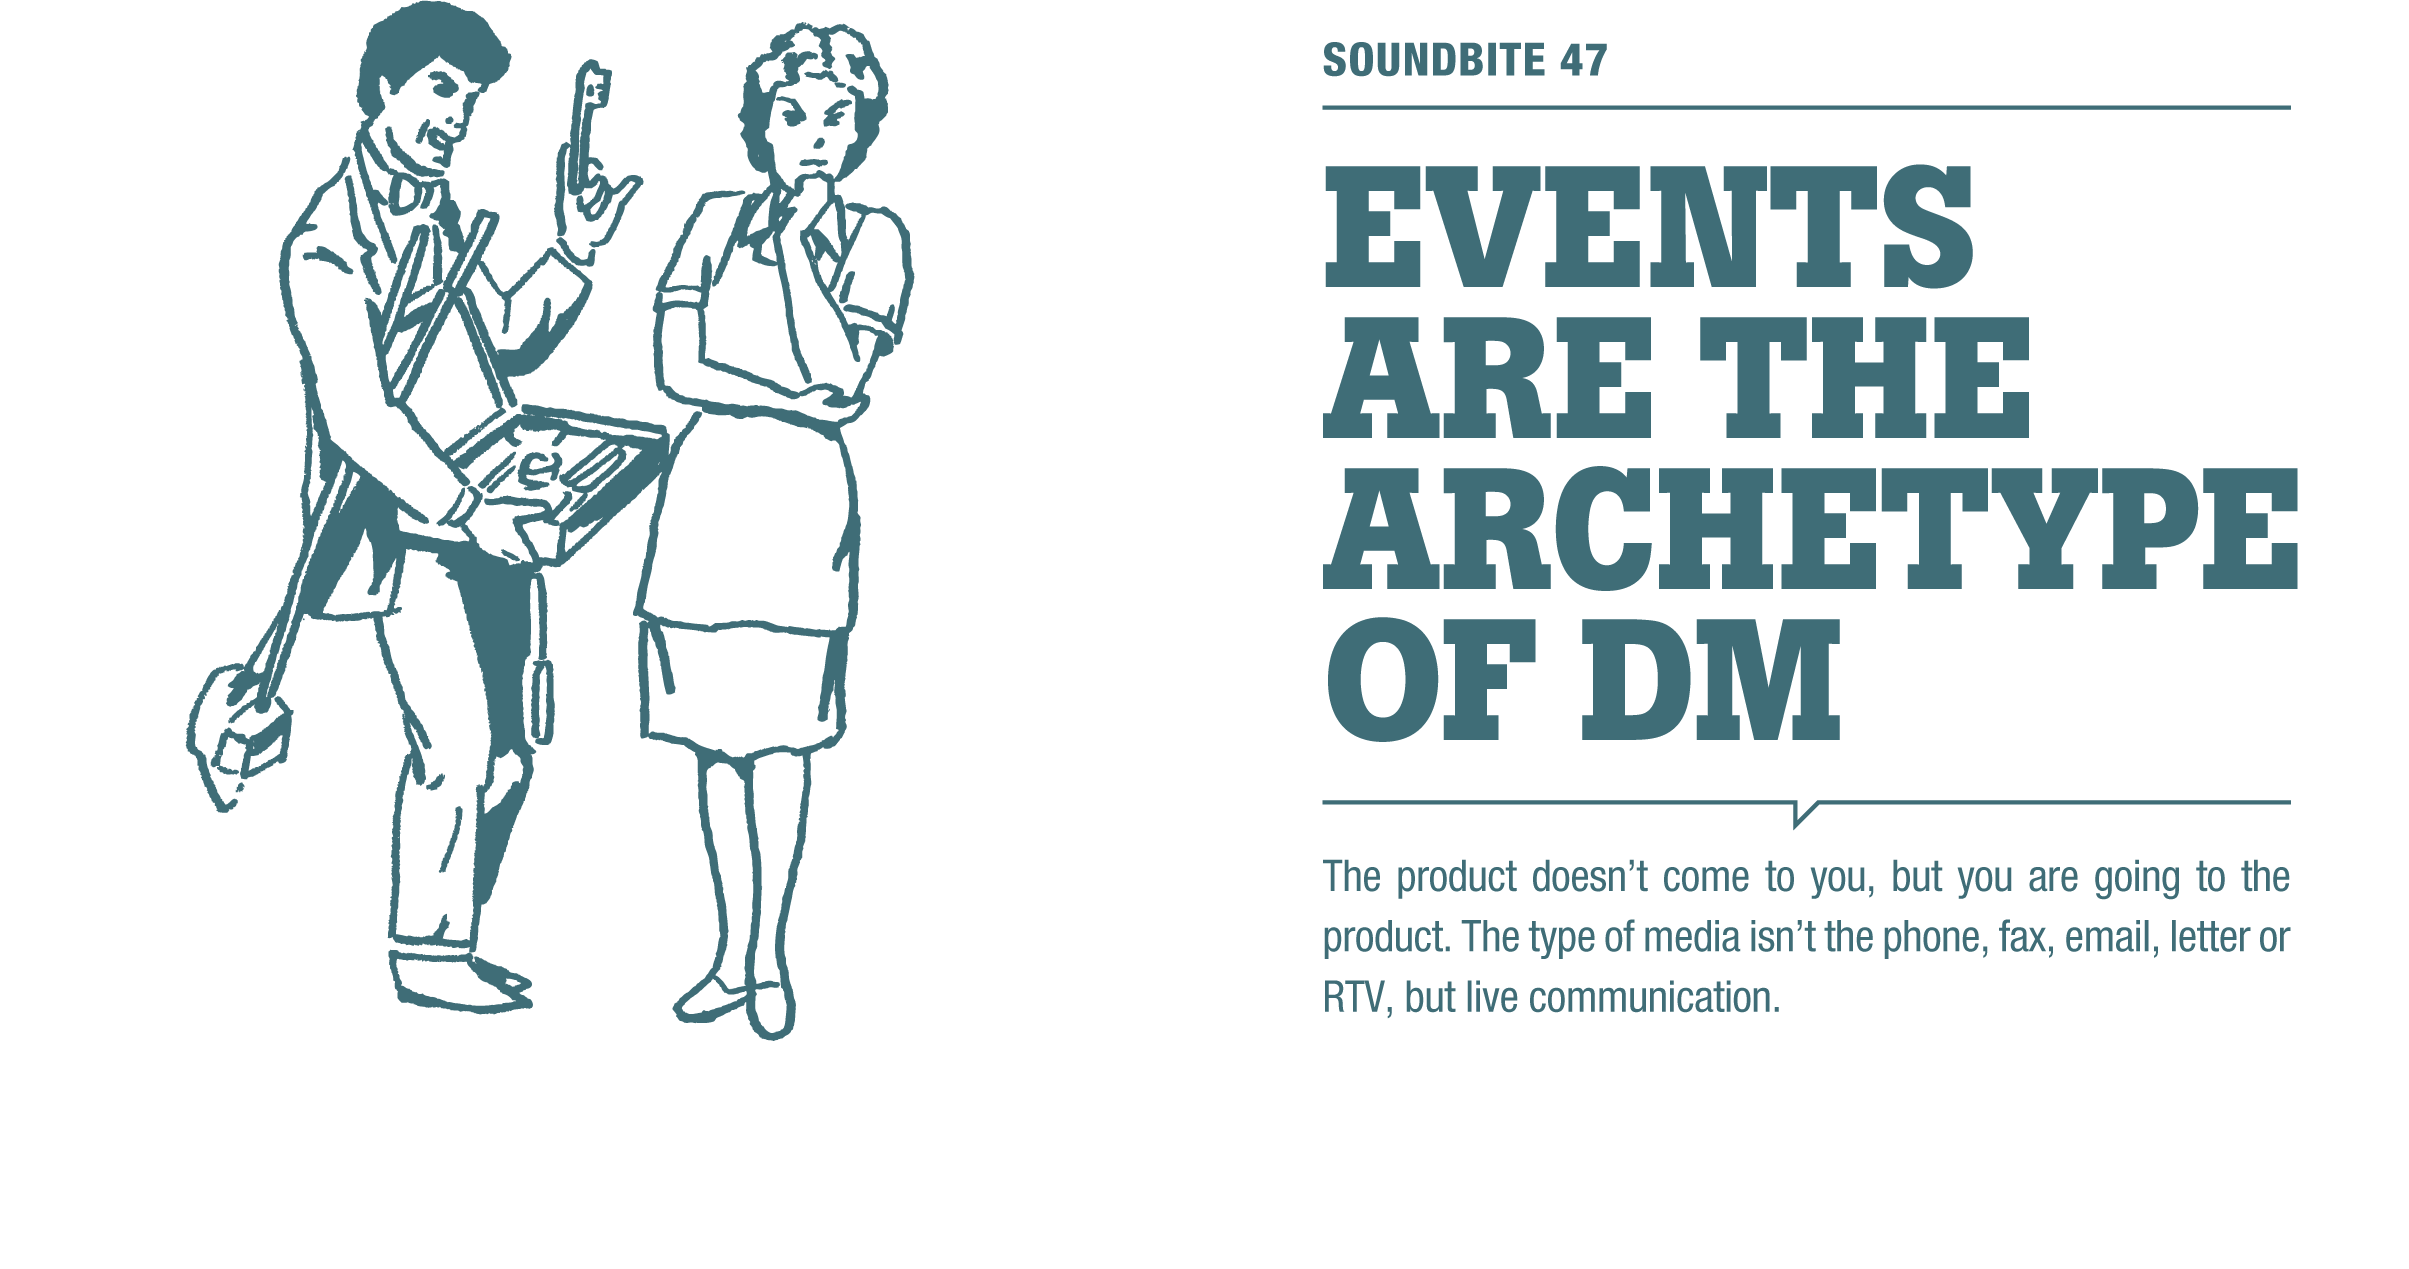 SOUNDBITE 47
EVENTS
ARE THE
ARCHETYPE
OF DM
The product doesn’t come to you, but you are going to the
product. The type of media isn’t the phone, fax, email, letter or
RTV, but live communication.